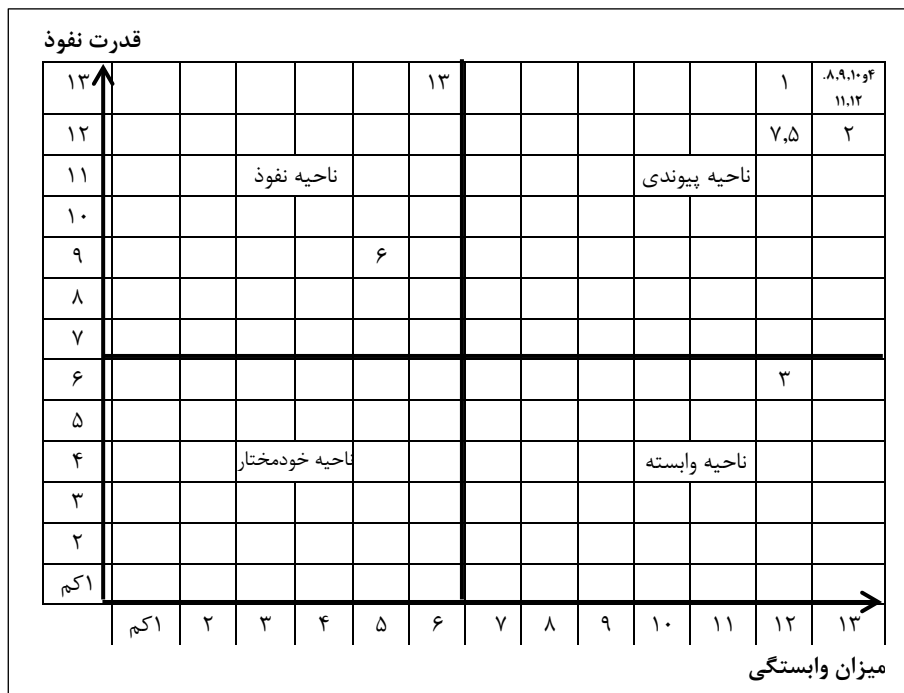 قدرت نفوذ
۱۳ ۱۳ ۱ ۴و۸,۹,۱۰.
۱۱,۱۲
۱۲ ۷,۵ ۲
۱۱ ناحیه نفوذ ناحیه پیوندی
۱۰
۹ ۶
۸
۷
۶ ۳
۵
۴ ناحیه خودمختار ناحیه وابسته
۳
۲
۱کم
۱کم ۲ ۳ ۴ ۵ ۶ ۷ ۸ ۹ ۱۰ ۱۱ ۱۲ ۱۳
میزان وابستگی